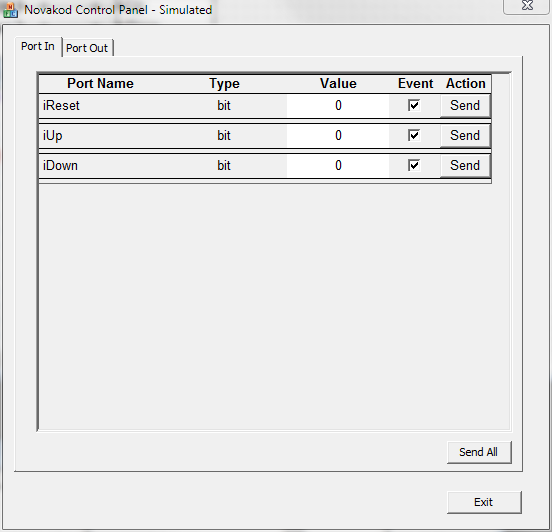 Novakod Control Panel - Simulated
Port In Port Out
Port Name Type Value Event Action
iReset bit 0 Send
iUp bit 0 Send
iDown bit 0 Send
Send All
Exit